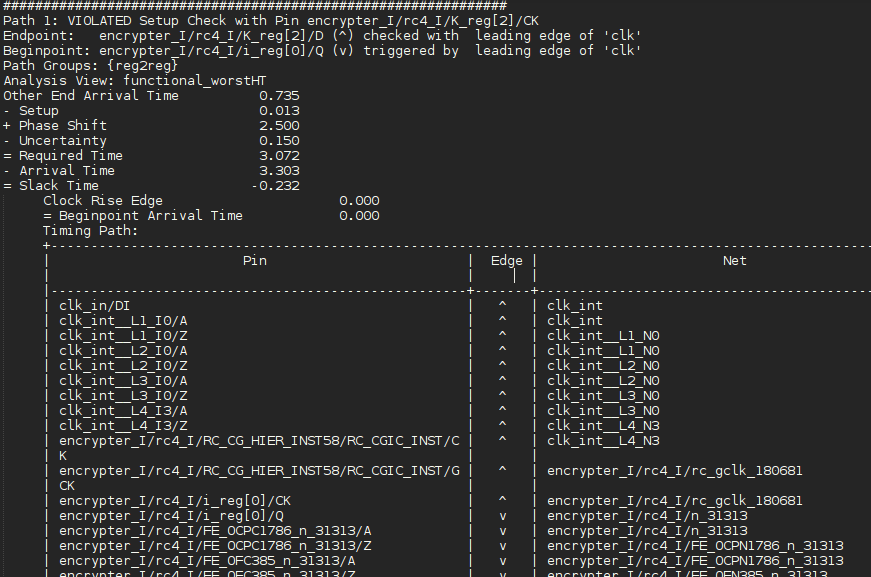 ###############################################################
Path 1: VIOLATED Setup Check with Pin encrypter_I/rc4_I/K_reg[2]/CK
Endpoint:   encrypter_I/rc4_I/K_reg[2]/D (^) checked with  leading edge of 'clk'
Beginpoint: encrypter_I/rc4_I/i_reg[0]/Q (v) triggered by  leading edge of 'clk'
Path Groups: {reg2reg}
Analysis View: functional_worstHT
Other End Arrival Time          0.735
- Setup                         0.013
+ Phase Shift                   2.500
- Uncertainty                   0.150
= Required Time                 3.072
- Arrival Time                  3.303
= Slack Time                   -0.232
     Clock Rise Edge                      0.000
     = Beginpoint Arrival Time            0.000
     Timing Path:
     +------------------------------------------------------------------------------------------------------
     |                        Pin                         |  Edge |                       Net
     |                                                    |       |
     |----------------------------------------------------+-------+-----------------------------------------
     | clk_in/DI                                          |   ^   | clk_int
     | clk_int__L1_I0/A                                   |   ^   | clk_int
     | clk_int__L1_I0/Z                                   |   ^   | clk_int__L1_N0
     | clk_int__L2_I0/A                                   |   ^   | clk_int__L1_N0
     | clk_int__L2_I0/Z                                   |   ^   | clk_int__L2_N0
     | clk_int__L3_I0/A                                   |   ^   | clk_int__L2_N0
     | clk_int__L3_I0/Z                                   |   ^   | clk_int__L3_N0
     | clk_int__L4_I3/A                                   |   ^   | clk_int__L3_N0
     | clk_int__L4_I3/Z                                   |   ^   | clk_int__L4_N3
     | encrypter_I/rc4_I/RC_CG_HIER_INST58/RC_CGIC_INST/C |   ^   | clk_int__L4_N3
     | K                                                  |       |
     | encrypter_I/rc4_I/RC_CG_HIER_INST58/RC_CGIC_INST/G |   ^   | encrypter_I/rc4_I/rc_gclk_180681
     | CK                                                 |       |
     | encrypter_I/rc4_I/i_reg[0]/CK                      |   ^   | encrypter_I/rc4_I/rc_gclk_180681
     | encrypter_I/rc4_I/i_reg[0]/Q                       |   v   | encrypter_I/rc4_I/n_31313
     | encrypter_I/rc4_I/FE_OCPC1786_n_31313/A            |   v   | encrypter_I/rc4_I/n_31313
     | encrypter_I/rc4_I/FE_OCPC1786_n_31313/Z            |   v   | encrypter_I/rc4_I/FE_OCPN1786_n_31313
     | encrypter_I/rc4_I/FE_OFC385_n_31313/A              |   v   | encrypter_I/rc4_I/FE_OCPN1786_n_31313
     | encrypter_I/rc4_I/FE_OFC385_n_31313/Z              |   v   | encrypter_I/rc4_I/FE_OFN385_n_31313